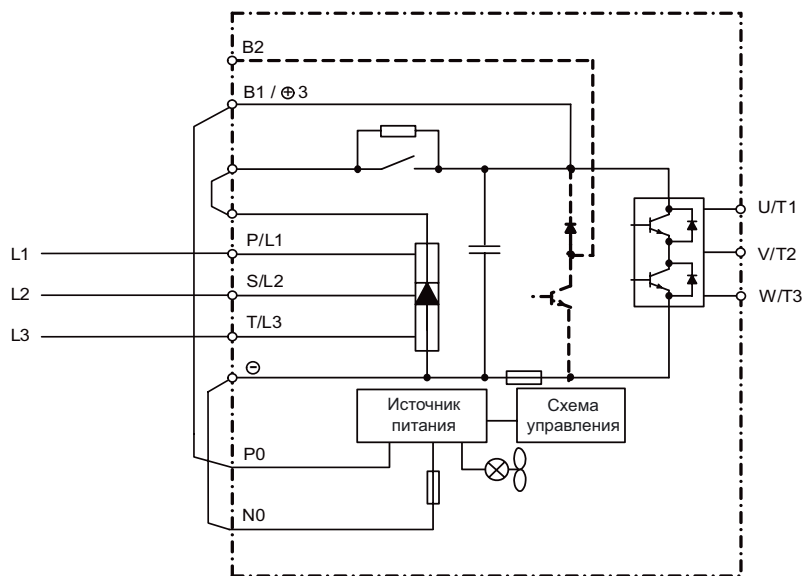 B2
B1 / ⊕3
L1
P/L1
L2
S/L2
L3
T/L3
⊖
U/T1
V/T2
W/T3
Источник
питания
Схема
управления
P0
N0